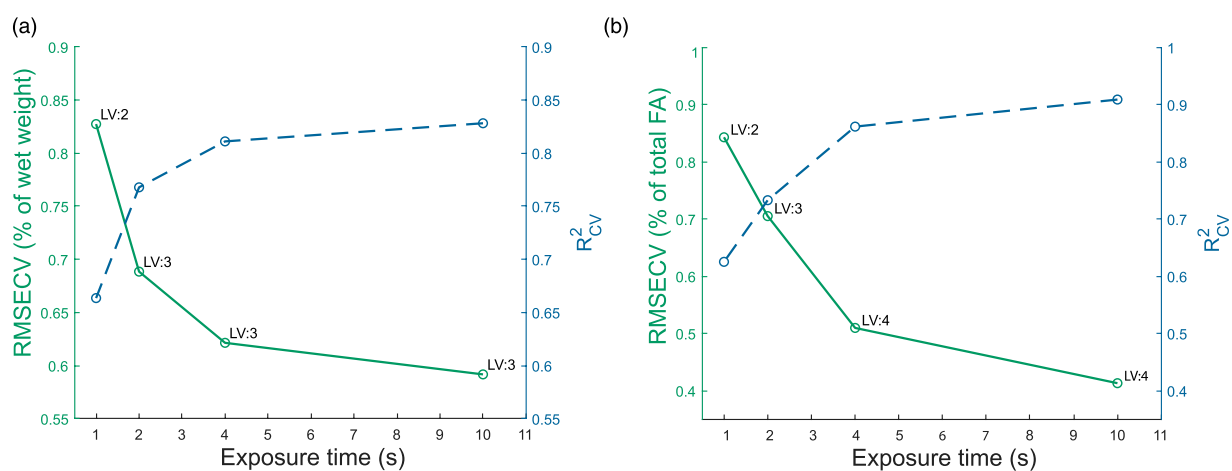 (a)
RMSECV (% of wet weight)
0.9
0.85
0.8
0.75
0.7
0.65
0.6
0.55
LV:2
LV:3
LV:3
LV:3
0.9
0.85
0.8
0.75
0.7
0.65
0.6
0.55
R²CV
1 2 3 4 5 6 7 8 9 10 11
Exposure time (s)
(b)
RMSECV (% of total FA)
1
0.9
0.8
0.7
0.6
0.5
0.4
LV:2
LV:3
LV:4
LV:4
1
0.9
0.8
0.7
0.6
0.5
0.4
R²CV
1 2 3 4 5 6 7 8 9 10 11
Exposure time (s)